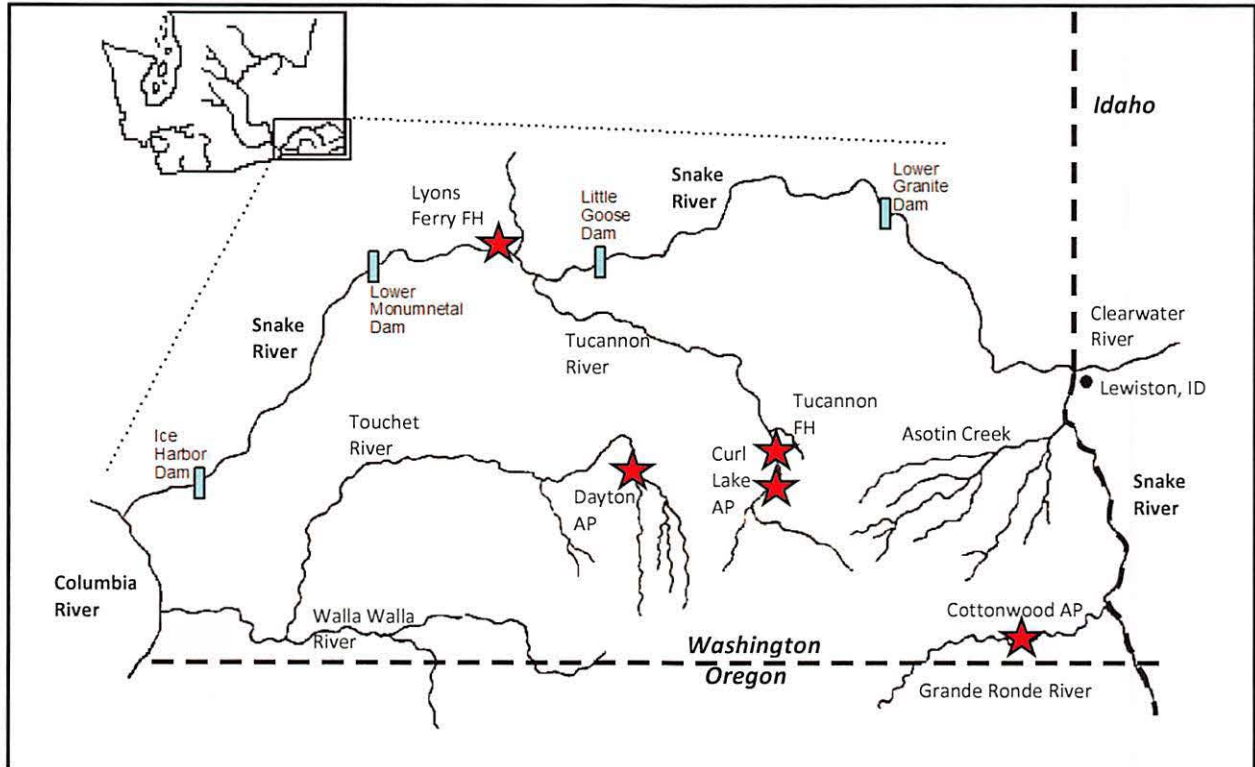 Idaho
Snake
River
Lower
Granite
Dam
Lyons
Ferry FH
Little
Goose
Dam
Lower
Monumnetal
Dam
Clearwater
River
Snake
River
Tucannon
River
Lewiston, ID
Tucannon
FH
Touchet
River
Asotin Creek
Ice
Harbor
Dam
Curl
Lake
AP
Dayton
AP
Snake
River
Columbia
River
Cottonwood AP
Walla Walla
River
Washington
Oregon
Grande Ronde River